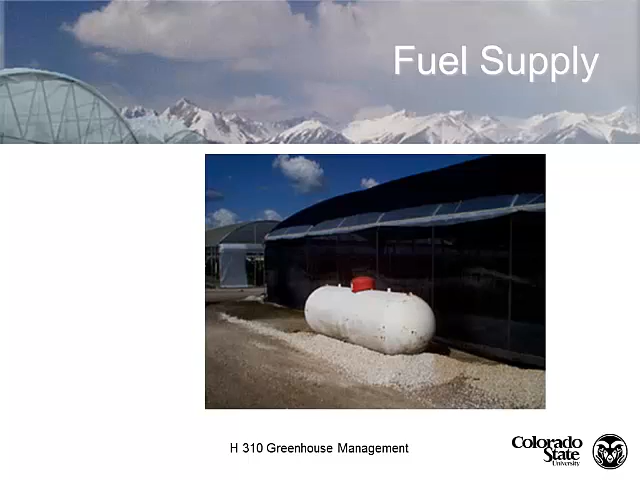 Fuel Supply
H 310 Greenhouse Management
Colorado
State
University